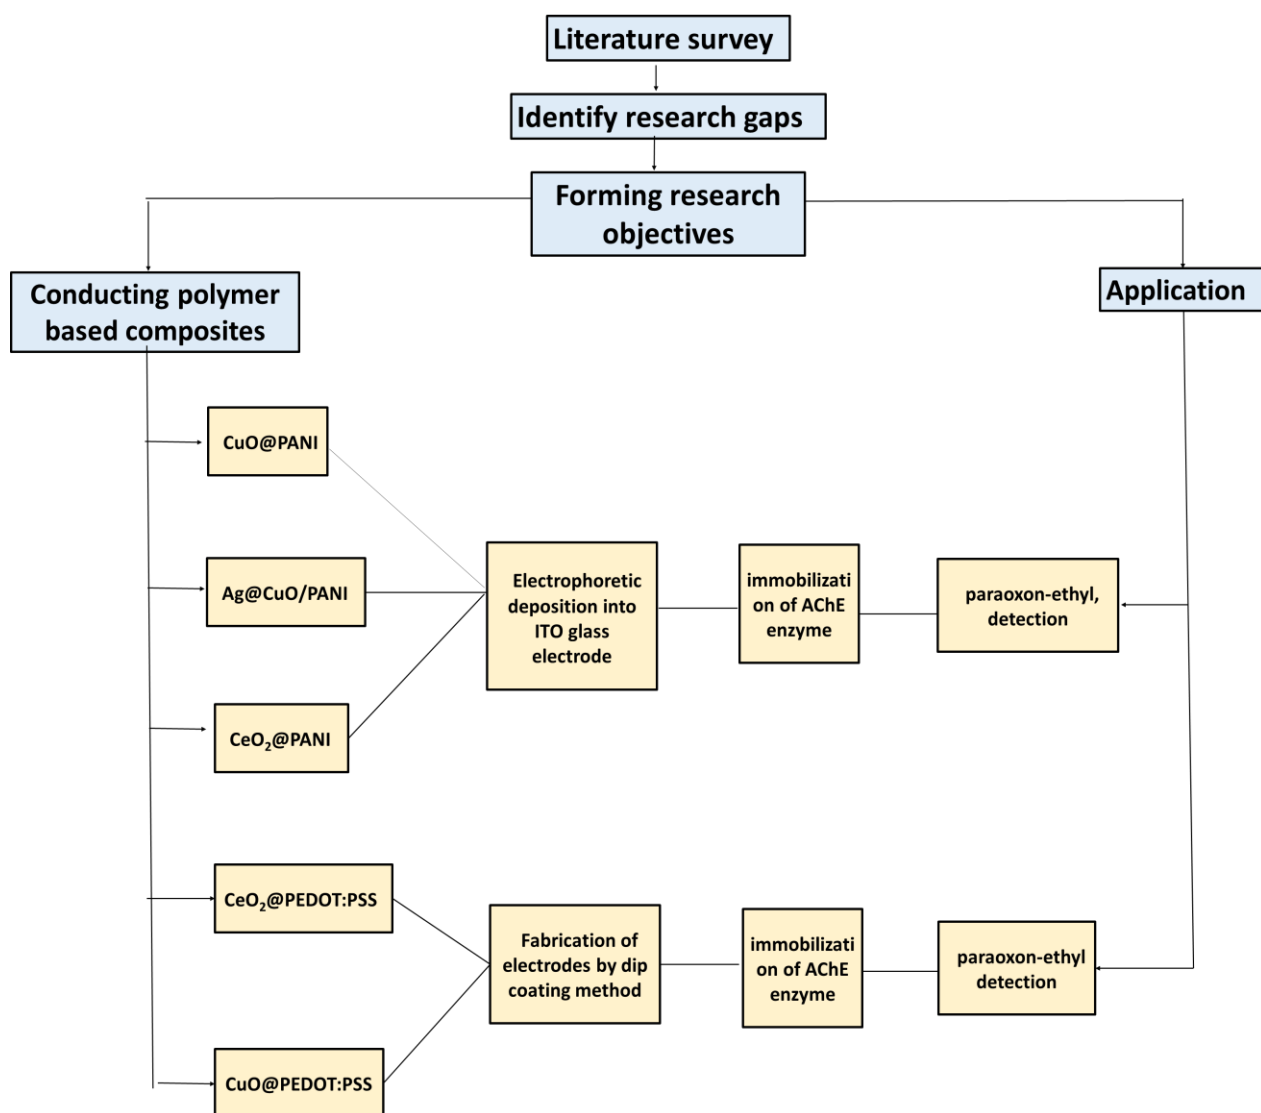 Literature survey
Identify research gaps
Forming research
objectives
Conducting polymer
based composites
Application
CuO@PANI
Ag@CuO/PANI
CeO₂@PANI
Electrophoretic
deposition into
ITO glass
electrode
immobilizati
on of AChE
enzyme
paraoxon-ethyl,
detection
CeO₂@PEDOT:PSS
CuO@PEDOT:PSS
Fabrication of
electrodes by dip
coating method
immobilizati
on of AChE
enzyme
paraoxon-ethyl
detection